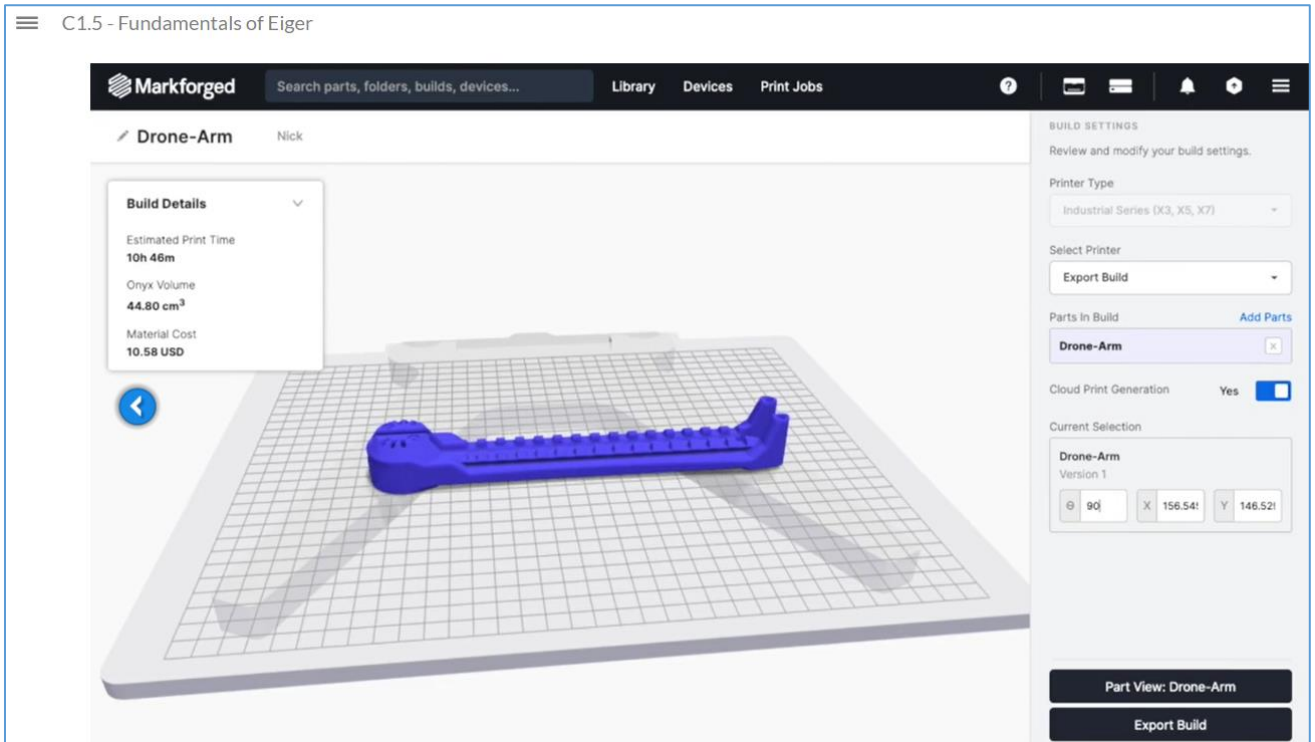 C1.5 - Fundamentals of Eiger
Markforged
Search parts, folders, builds, devices...
Library
Devices
Print Jobs
?
Drone-Arm
Nick
Build Details
Estimated Print Time
10h 46m
Onyx Volume
44.80 cm³
Material Cost
10.58 USD
BUILD SETTINGS
Review and modify your build settings.
Printer Type
Industrial Series (X3, X5, X7)
Select Printer
Export Build
Parts In Build Add Parts
Drone-Arm X
Cloud Print Generation Yes
Current Selection
Drone-Arm
Version 1
Θ 90 X 156.54 Y 146.52
Part View: Drone-Arm
Export Build